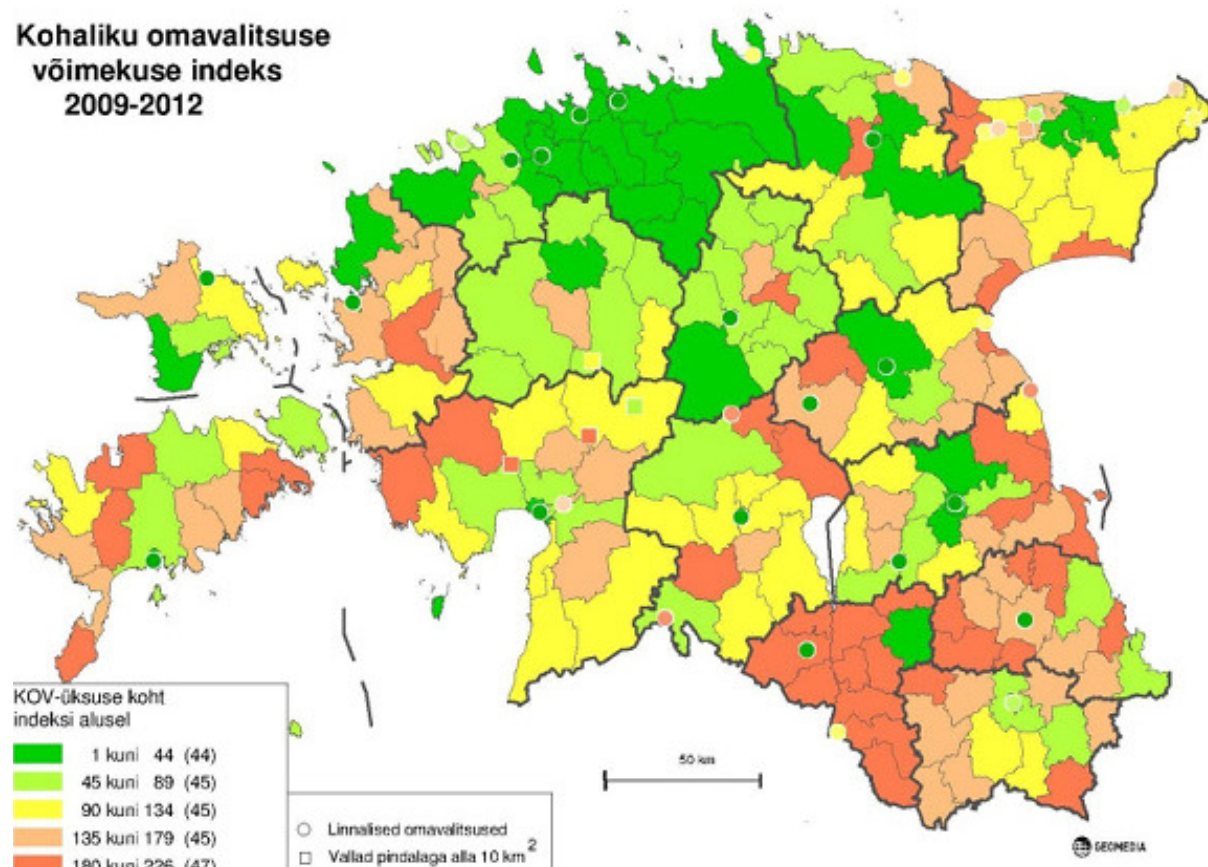 Kohaliku omavalitsuse
võimekuse indeks
2009-2012
KOV-üksuse koht
indeksi alusel
1 kuni 44 (44)
45 kuni 89 (45)
90 kuni 134 (45)
135 kuni 179 (45)
180 kuni 226 (47)
50 km
Linnalised omavalitsused
Vallad pindalaga alla 10 km²
GEOMEDIA